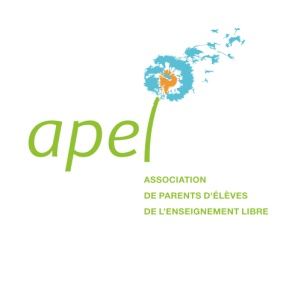 apel
ASSOCIATION
DE PARENTS D'ÉLÈVES
DE L'ENSEIGNEMENT LIBRE